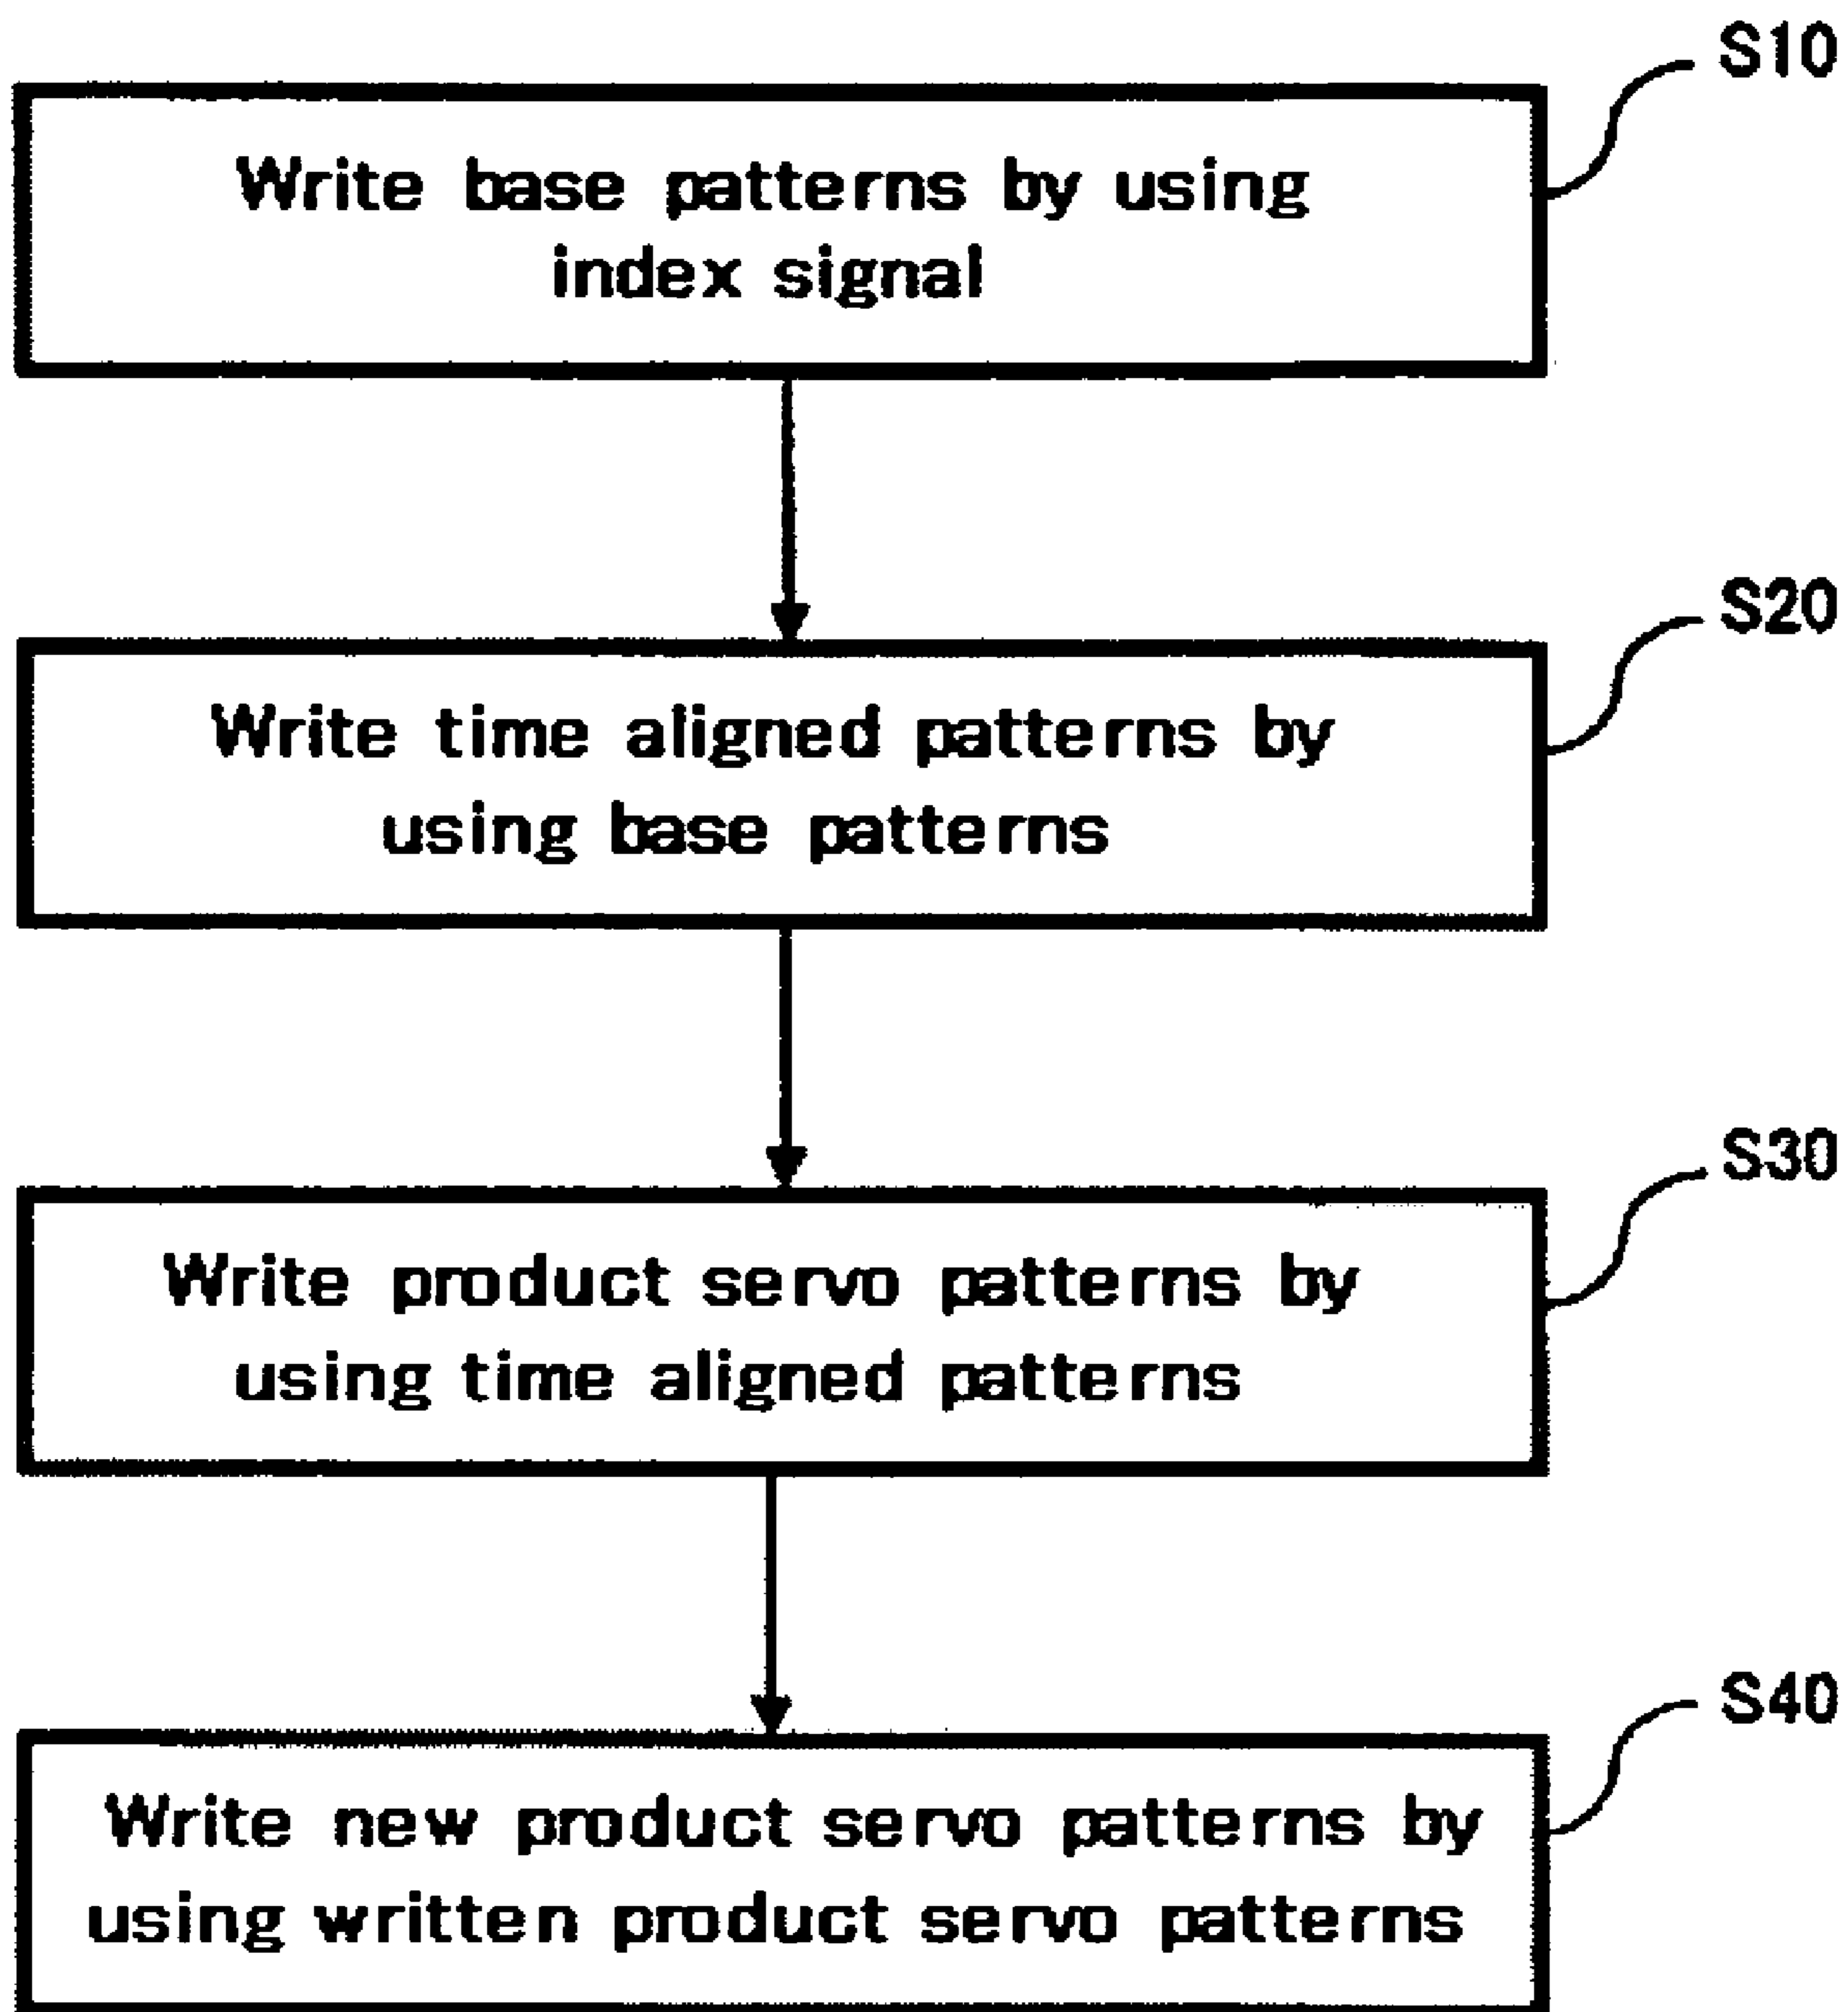 S10
Write base patterns by using
index signal
S20
Write time aligned patterns by
using base patterns
S30
Write product servo patterns by
using time aligned patterns
S40
Write new product servo patterns by
using written product servo patterns